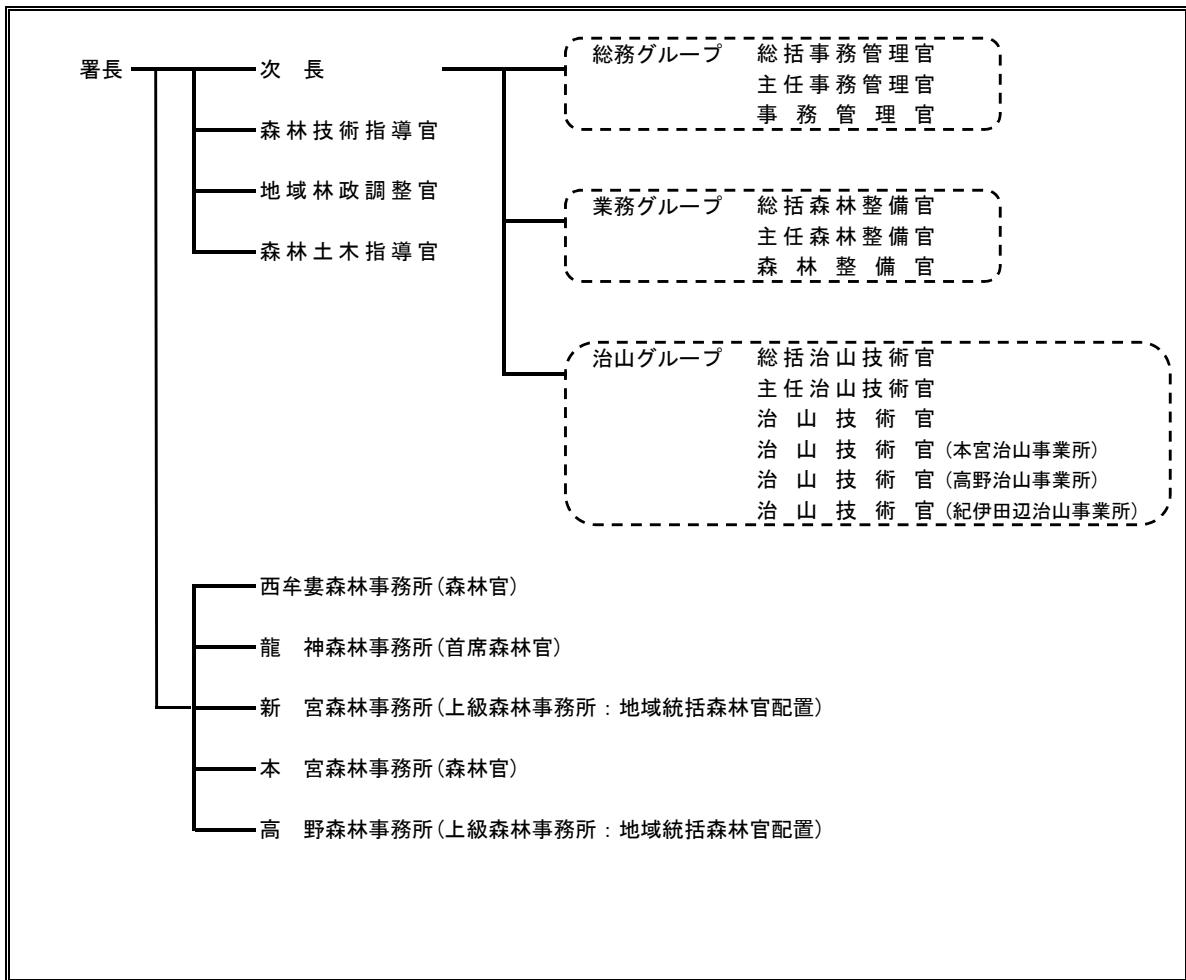 署長 次　長
森林技術指導官
地域林政調整官
森林土木指導官
総務グループ 総括事務管理官
主任事務管理官
事務管理官
業務グループ 総括森林整備官
主任森林整備官
森林整備官
治山グループ 総括治山技術官
主任治山技術官
治山技術官
治山技術官(本宮治山事業所)
治山技術官(高野治山事業所)
治山技術官(紀伊田辺治山事業所)
西牟婁森林事務所(森林官)
龍　神森林事務所(首席森林官)
新　宮森林事務所(上級森林事務所：地域統括森林官配置)
本　宮森林事務所(森林官)
高　野森林事務所(上級森林事務所：地域統括森林官配置)